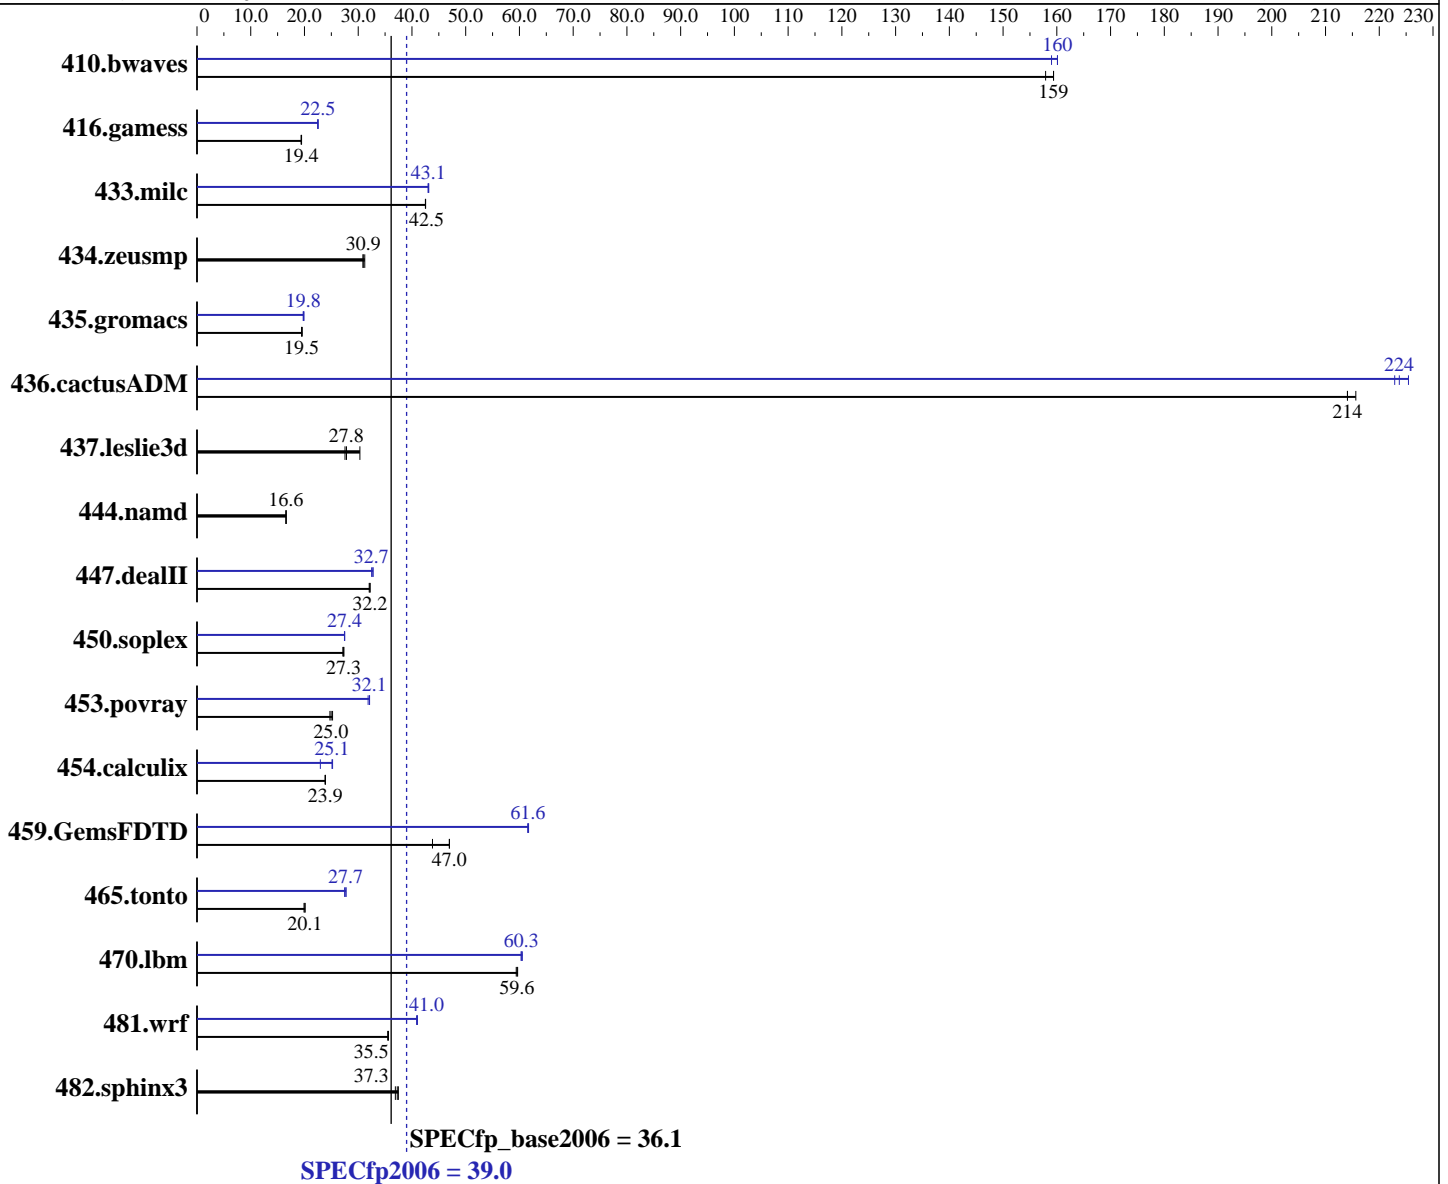 0 10.0 20.0 30.0 40.0 50.0 60.0 70.0 80.0 90.0 100 110 120 130 140 150 160 170 180 190 200 210 220 230
410.bwaves
160
159
416.gamess
22.5
19.4
433.milc
43.1
42.5
434.zeusmp
30.9
435.gromacs
19.8
19.5
436.cactusADM
224
214
437.leslie3d
27.8
444.namd
16.6
447.dealII
32.7
32.2
450.soplex
27.4
27.3
453.povray
32.1
25.0
454.calculix
25.1
23.9
459.GemsFDTD
61.6
47.0
465.tonto
27.7
20.1
470.lbm
60.3
59.6
481.wrf
41.0
35.5
482.sphinx3
37.3
SPECfp_base2006 = 36.1
SPECfp2006 = 39.0